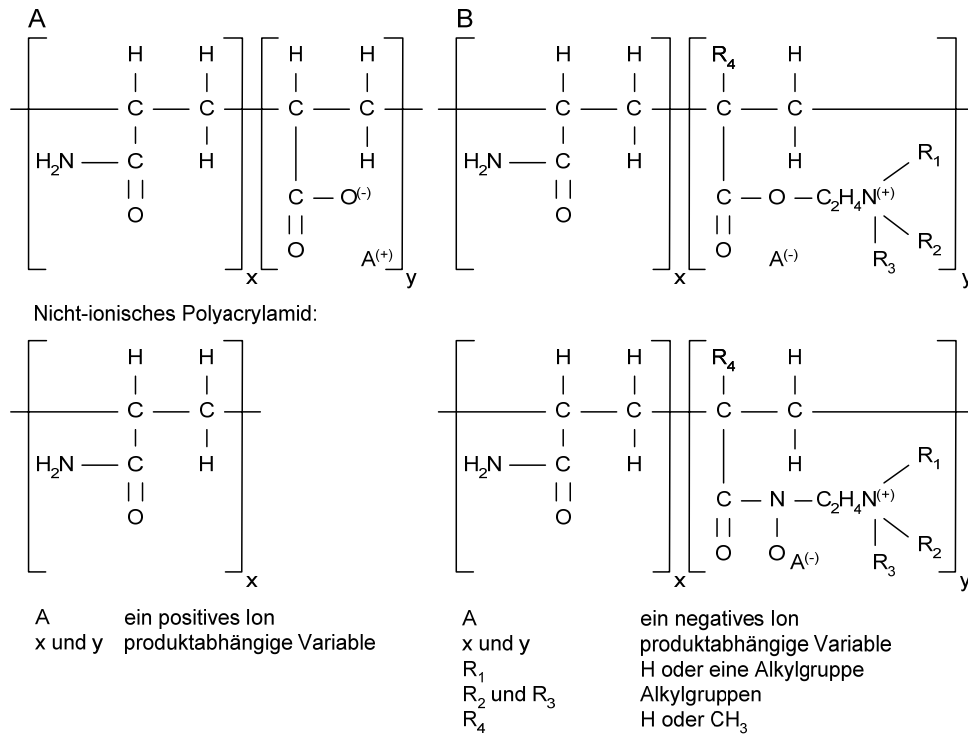 A B
H H H H H H R4 H
C C C C C C C C
H H H H
H2N C H2N C R1
C O(-) C O C2H4N(+)
O O O O R2
A(+) A(-) R3
x y x y
Nicht-ionisches Polyacrylamid:
H H H H R4 H
C C C C C C
H H H
H2N C H2N C R1
C N C2H4N(+)
O O O O A(-) R3 R2
x x y
A ein positives Ion
x und y produktabhängige Variable
A ein negatives Ion
x und y produktabhängige Variable
R1 H oder eine Alkylgruppe
R2 und R3 Alkylgruppen
R4 H oder CH3